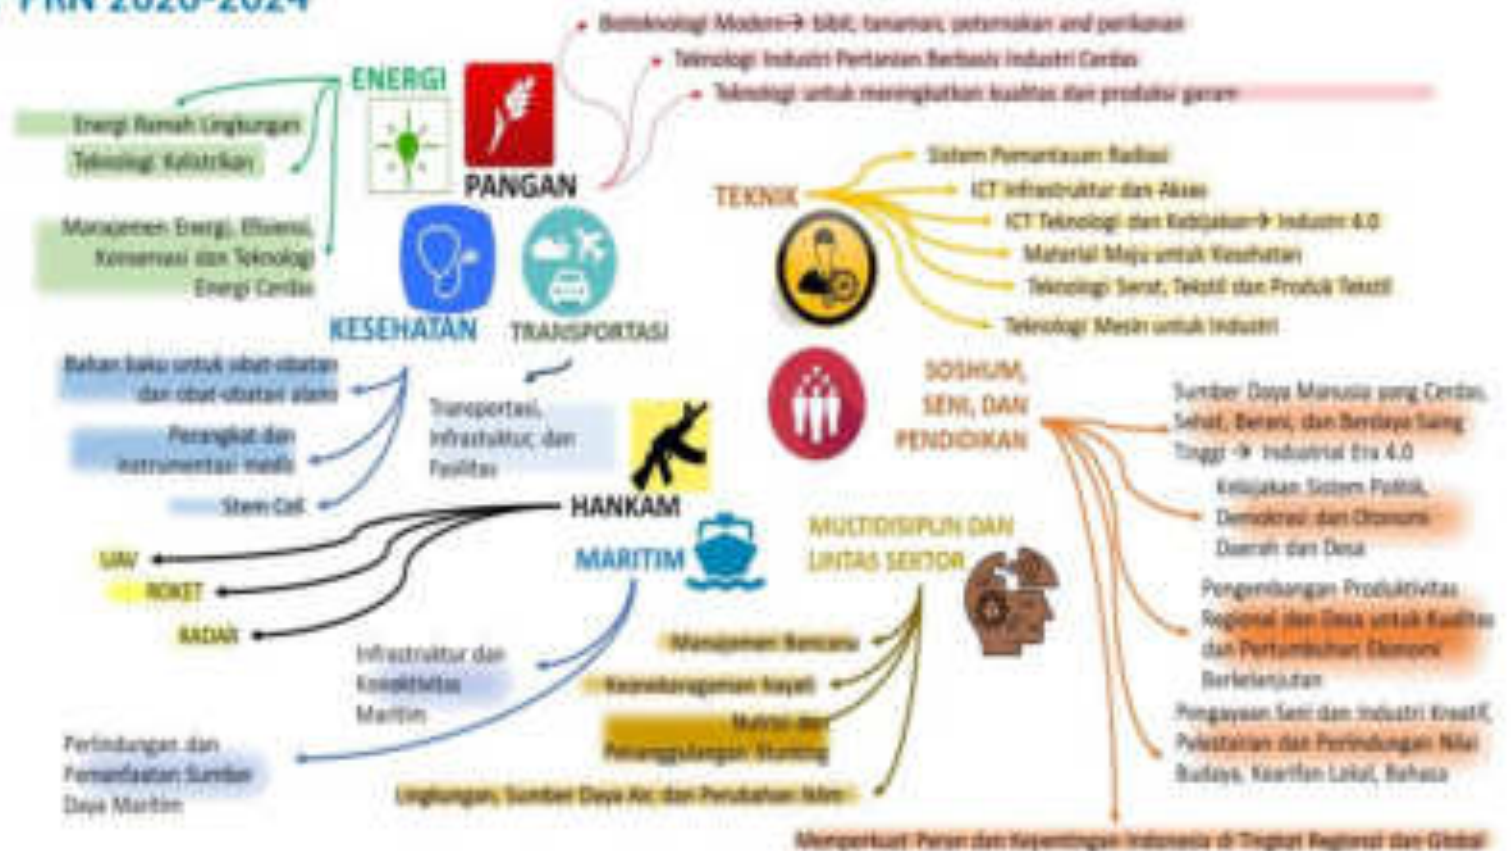 PRN 2020-2024
ENERGI
Energi Ramah Lingkungan
Teknologi Kelistrikan
Manajemen Energi, Efisiensi,
Konservasi dan Teknologi
Energi Cerdas
PANGAN
Bioteknologi Modern→ bibit, tanaman, peternakan and perikanan
Teknologi Industri Pertanian Berbasis Industri Cerdas
Teknologi untuk meningkatkan kualitas dan produksi garam
TEKNIK
Sistem Pemantauan Radiasi
ICT Infrastruktur dan Akses
ICT Teknologi dan Kebijakan→ Industri 4.0
Material Maju untuk Kesehatan
Teknologi Serat, Tekstil dan Produk Tekstil
Teknologi Mesin untuk Industri
KESEHATAN
Bahan baku untuk obat-obatan
dan obat-obatan alami
Perangkat dan
instrumentasi medis
Stem Cell
TRANSPORTASI
Transportasi,
Infrastuktur, dan
Fasilitas
HANKAM
UAV
ROKET
RADAR
MARITIM
Infrastruktur dan
Konektivitas
Maritim
Perlindungan dan
Pemanfaatan Sumber
Daya Maritim
MULTIDISIPLIN DAN
LINTAS SEKTOR
Manajemen Bencana
Keanekaragaman hayati
Nutrisi dan
Penanggulangan Stunting
Lingkungan, Sumber Daya Air, dan Perubahan Iklim
SOSHUM,
SENI, DAN
PENDIDIKAN
Sumber Daya Manusia yang Cerdas,
Sehat, Berani, dan Berdaya Saing
Tinggi → Industrial Era 4.0
Kebijakan Sistem Politik,
Demokrasi dan Otonomi
Daerah dan Desa
Pengembangan Produktivitas
Regional dan Desa untuk Kualitas
dan Pertumbuhan Ekonomi
Berkelanjutan
Pengayaan Seni dan Industri Kreatif,
Pelestarian dan Perlindungan Nilai
Budaya, Kearifan Lokal, Bahasa
Memperkuat Peran dan Kepentingan Indonesia di Tingkat Regional dan Global